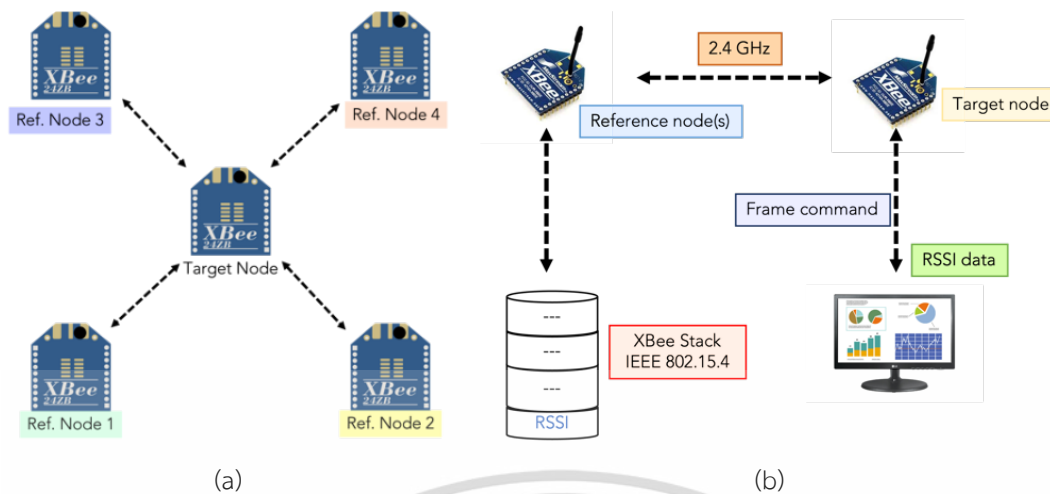 XBee
24ZB
Ref. Node 3
XBee
24ZB
Ref. Node 4
XBee
24ZB
Target Node
XBee
24ZB
Ref. Node 1
XBee
24ZB
Ref. Node 2
(a)
XBee
Reference node(s)
2.4 GHz
XBee
Target node
Frame command
RSSI data
---
---
---
RSSI
XBee Stack
IEEE 802.15.4
(b)